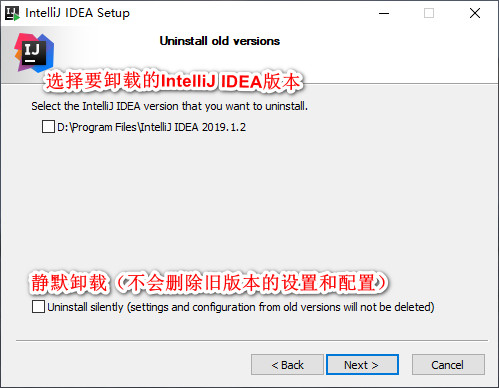 IntelliJ IDEA Setup
Uninstall old versions
IJ
选择要卸载的IntelliJ IDEA版本
Select the IntelliJ IDEA version that you want to uninstall.
D:\Program Files\IntelliJ IDEA 2019.1.2
静默卸载（不会删除旧版本的设置和配置）
Uninstall silently (settings and configuration from old versions will not be deleted)
< Back
Next >
Cancel